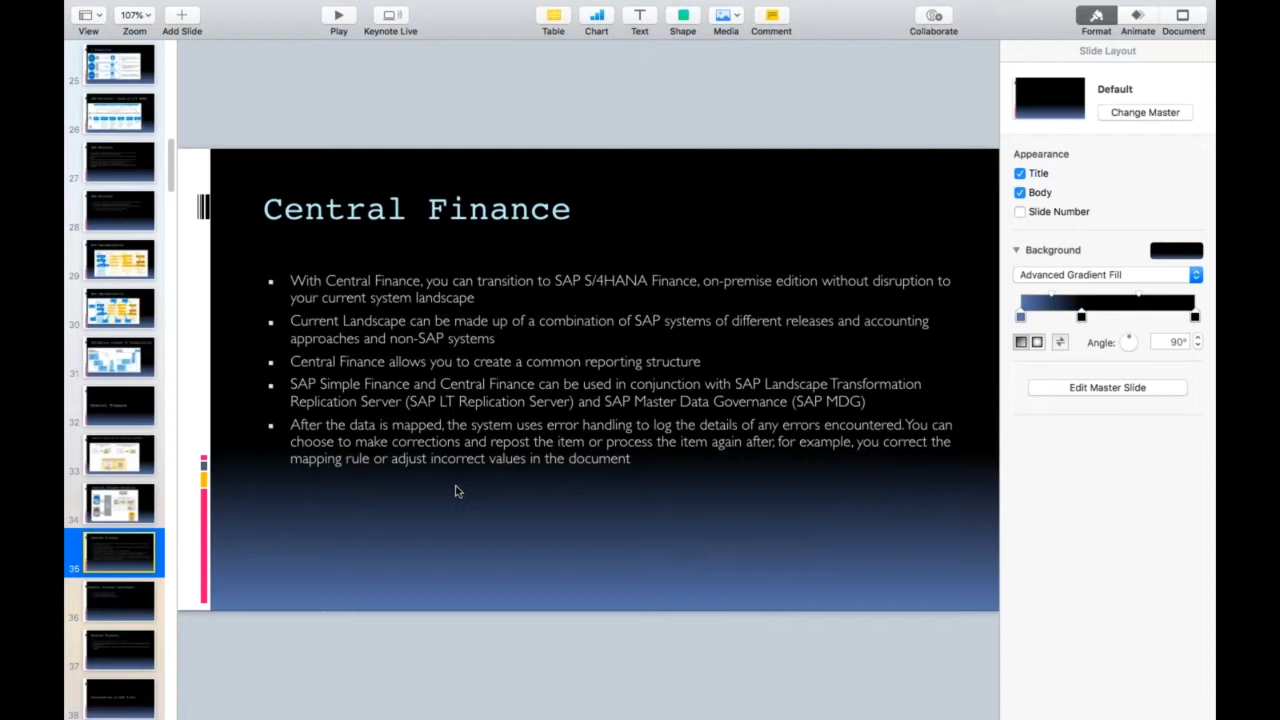 View
107%
Zoom
Add Slide
Play
Keynote Live
Table
Chart
Text
Shape
Media
Comment
Collaborate
Format
Animate
Document
25
26
27
28
29
30
31
32
33
34
35
36
37
38
Central Finance
With Central Finance, you can transition to SAP S/4HANA Finance, on-premise edition without disruption to
your current system landscape
Current Landscape can be made up of a combination of SAP systems of different releases and accounting
approaches and non-SAP systems
Central Finance allows you to create a common reporting structure
SAP Simple Finance and Central Finance can be used in conjunction with SAP Landscape Transformation
Replication Server (SAP LT Replication Server) and SAP Master Data Governance (SAP MDG)
After the data is mapped, the system uses error handling to log the details of any errors encountered. You can
choose to make corrections and repost the item or process the item again after, for example, you correct the
mapping rule or adjust incorrect values in the document
Slide Layout
Default
Change Master
Appearance
Title
Body
Slide Number
Background
Advanced Gradient Fill
Angle:
90°
Edit Master Slide